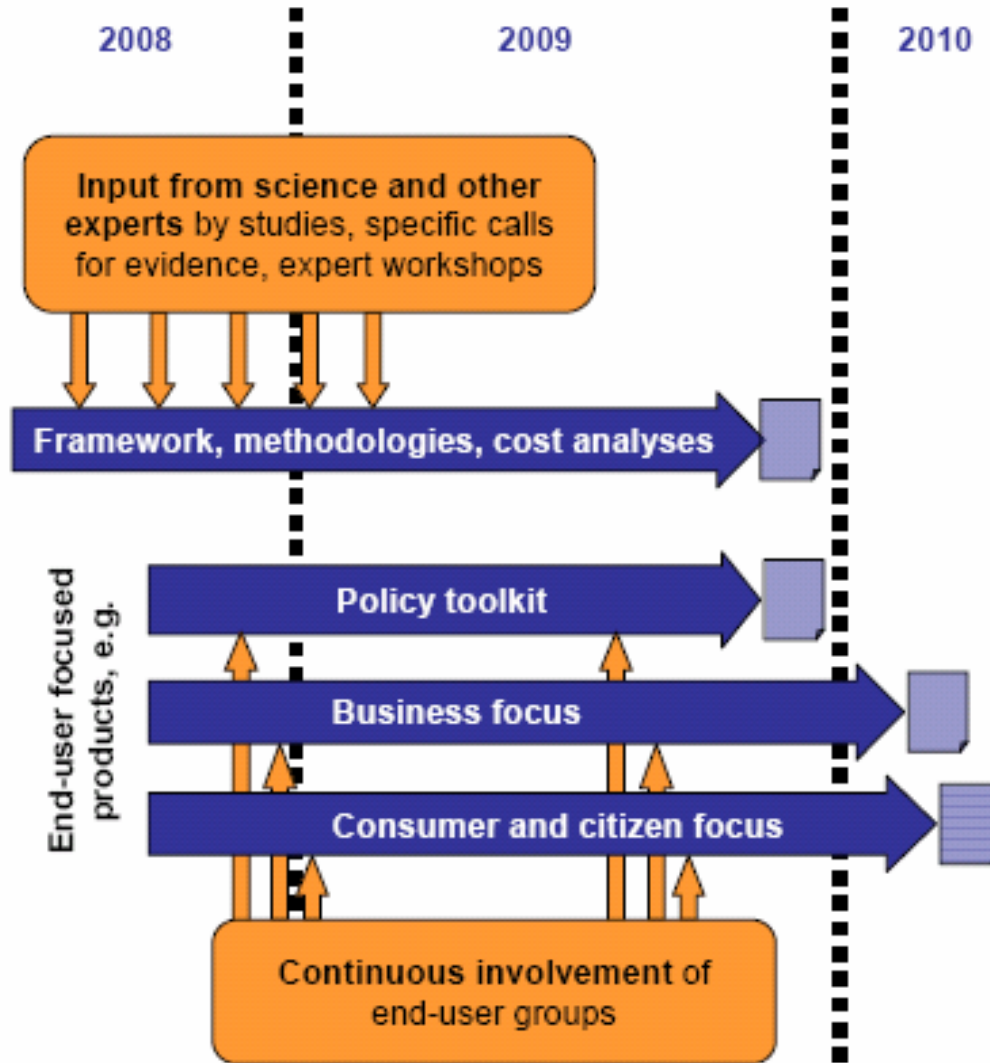 2008
2009
2010
Input from science and other
experts by studies, specific calls
for evidence, expert workshops
Framework, methodologies, cost analyses
End-user focused
products, e.g.
Policy toolkit
Business focus
Consumer and citizen focus
Continuous involvement of
end-user groups